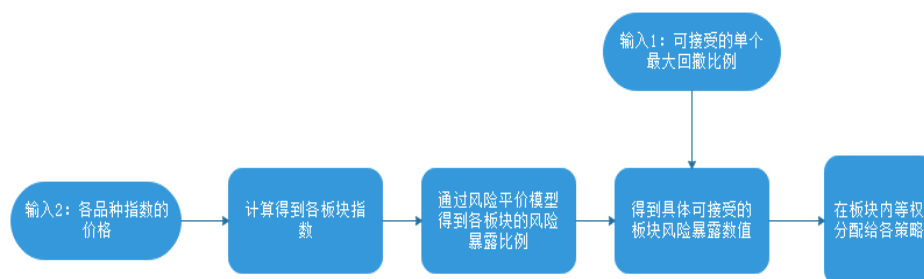 输入1：可接受的单个
最大回撤比例
输入2：各品种指数的
价格
计算得到各板块指
数
通过风险平价模型
得到各板块的风险
暴露比例
得到具体可接受的
板块风险暴露数值
在板块内等权
分配给各策略